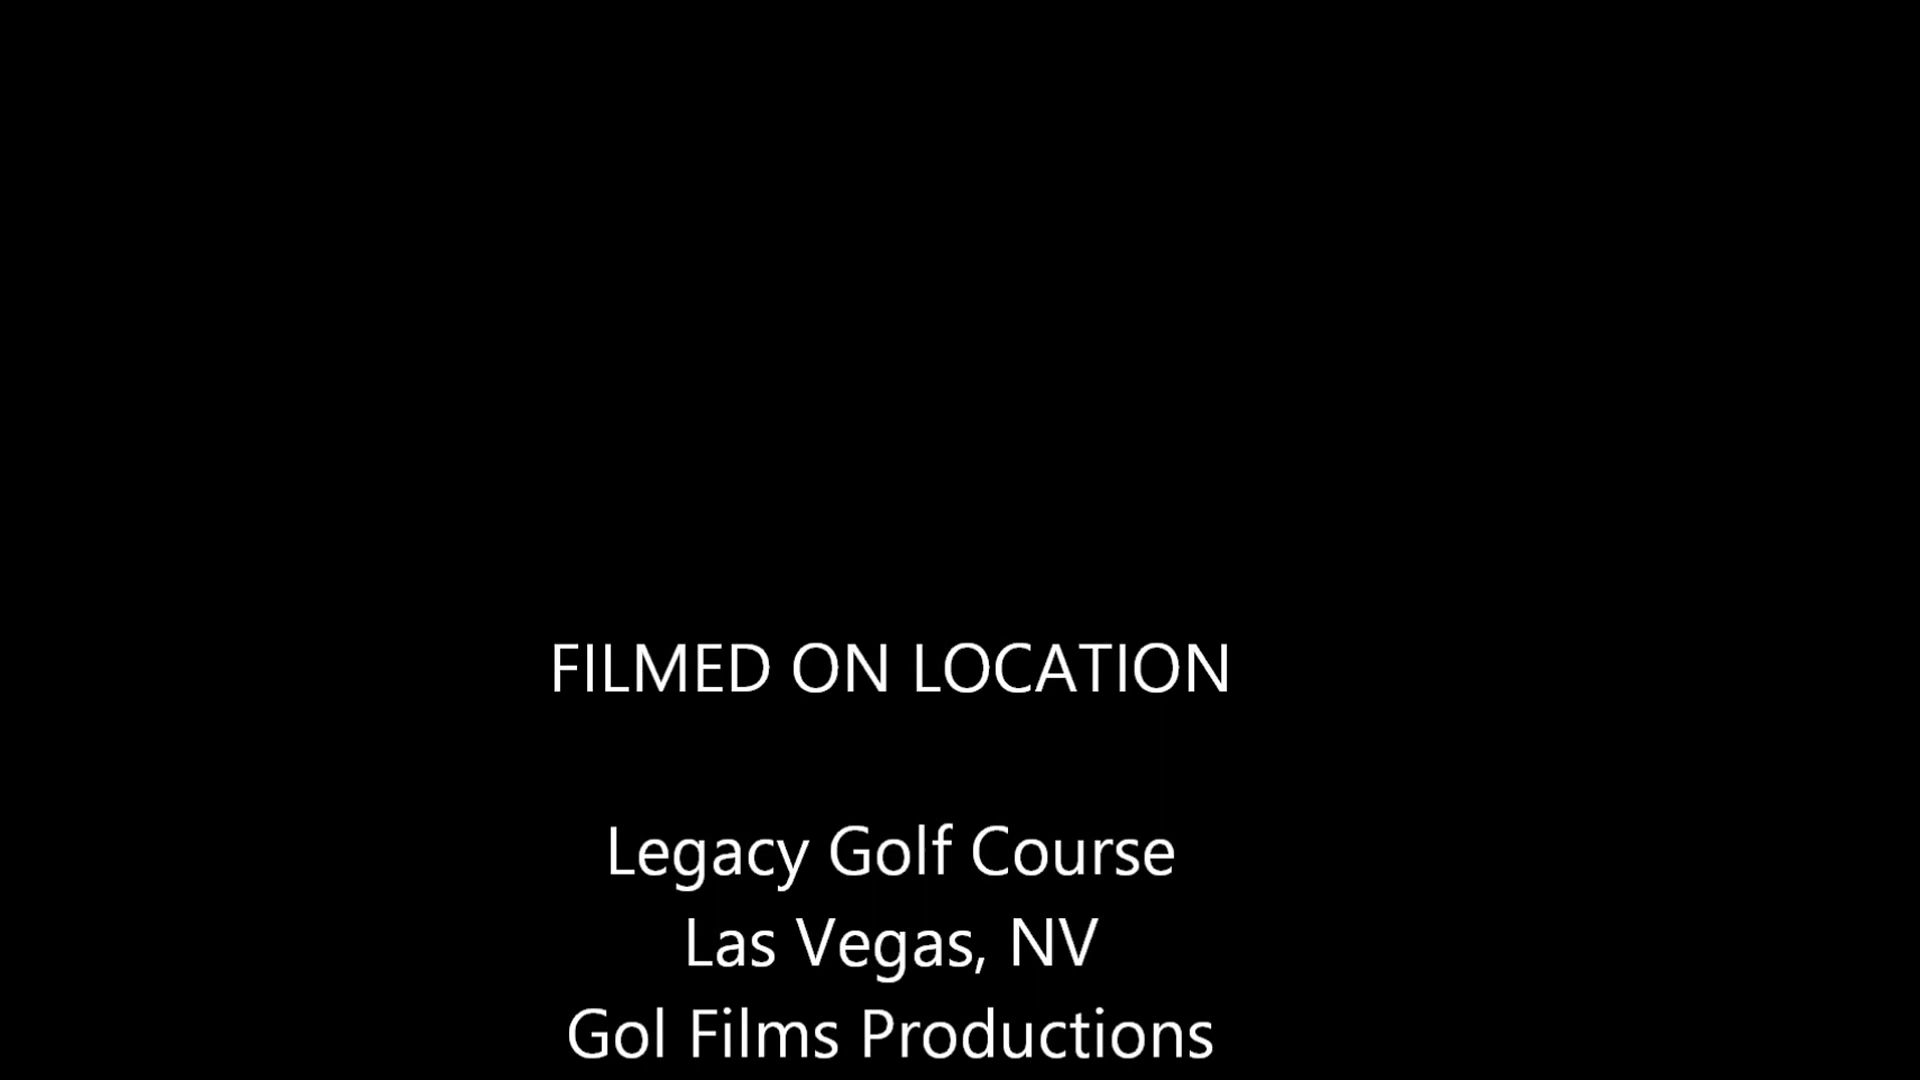 FILMED ON LOCATION
Legacy Golf Course
Las Vegas, NV
Gol Films Productions